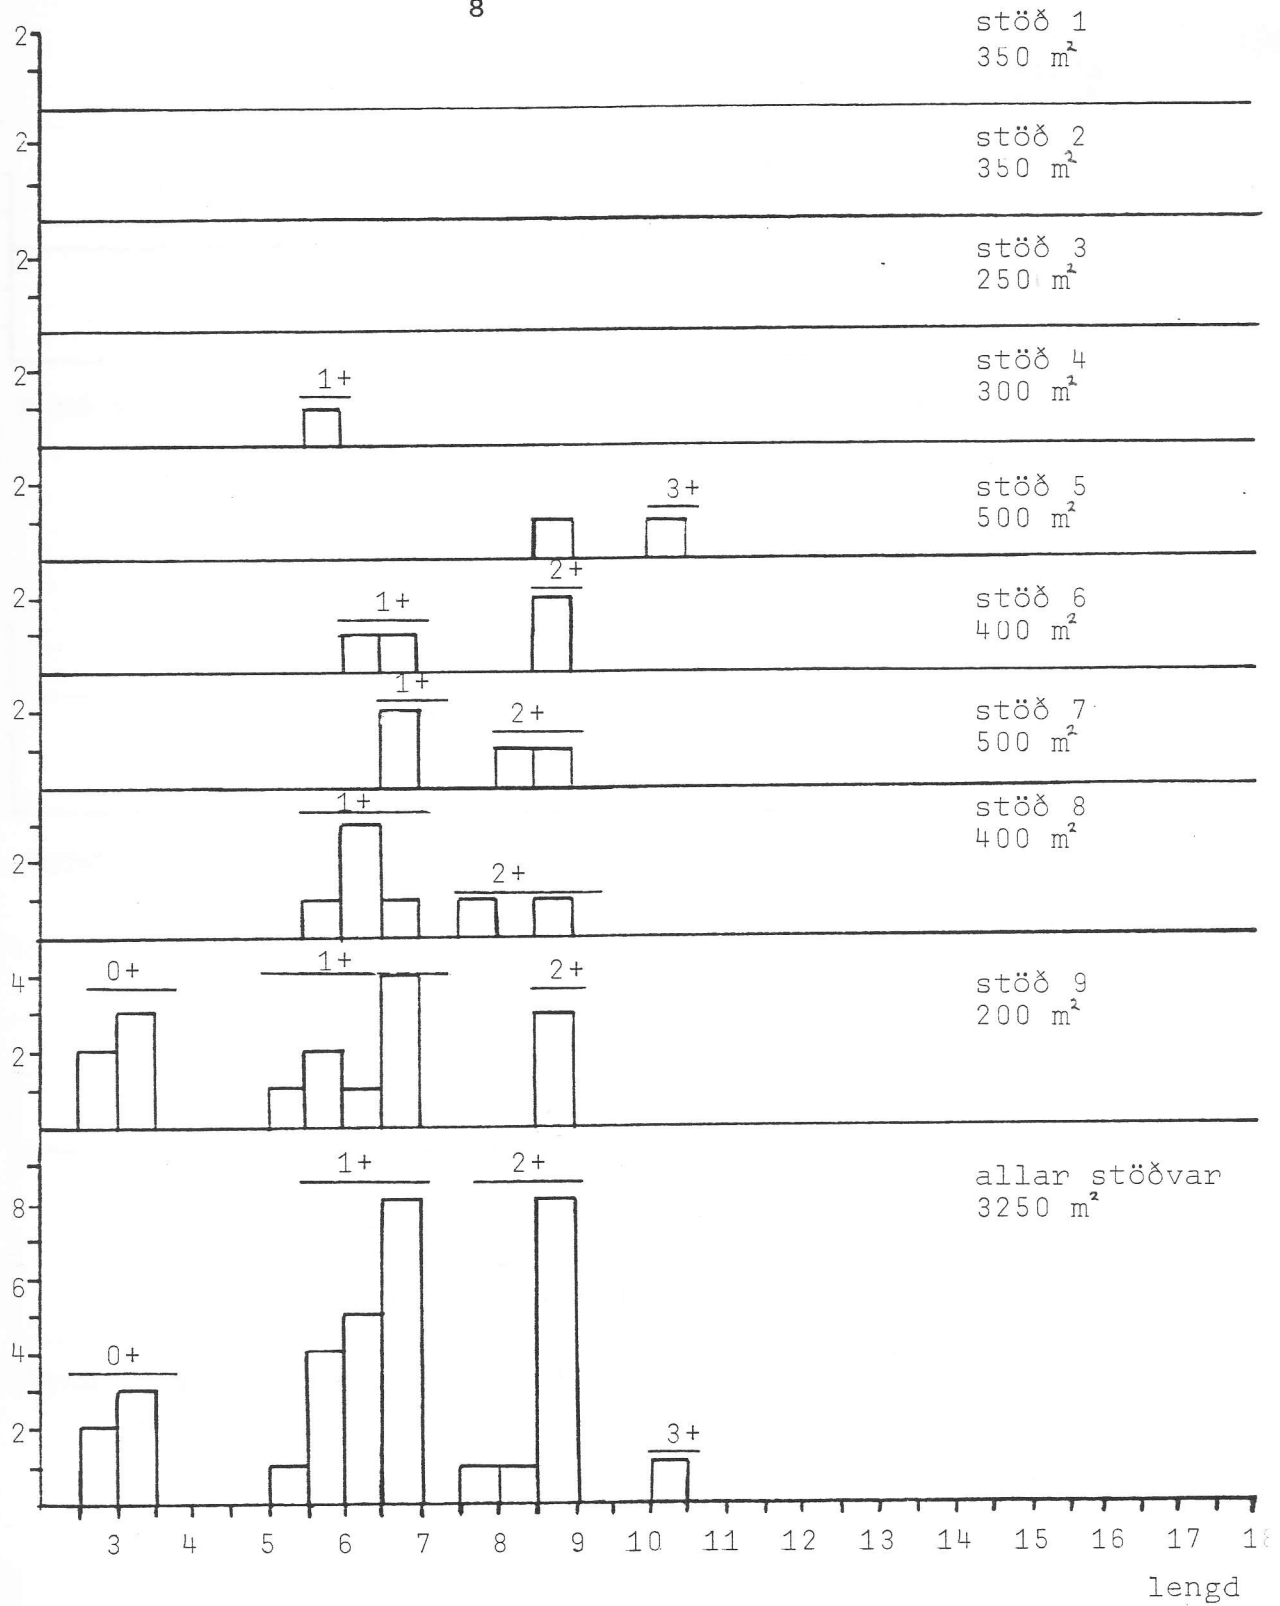 8
stöð 1
350 m²
2
stöð 2
350 m²
2
stöð 3
250 m²
2
stöð 4
300 m²
2
1+
stöð 5
500 m²
2
3+
stöð 6
400 m²
2
1+
2+
stöð 7
500 m²
2
1+
2+
stöð 8
400 m²
2
1+
2+
stöð 9
200 m²
4
2
0+
1+
2+
allar stöðvar
3250 m²
8
6
4
2
0+
1+
2+
3+
3 4 5 6 7 8 9 10 11 12 13 14 15 16 17 18
lengd